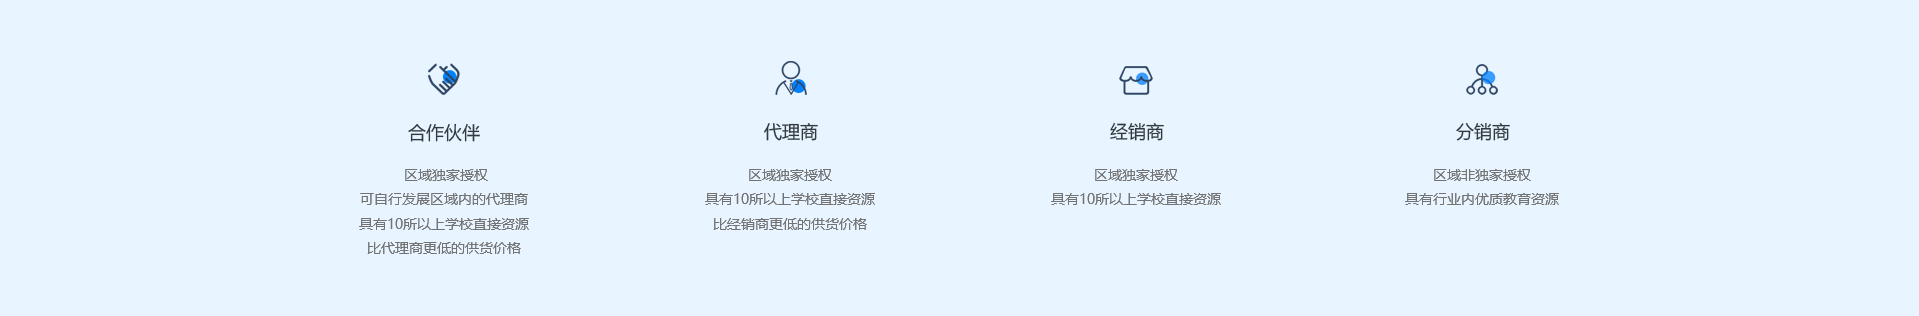 合作伙伴
区域独家授权
可自行发展区域内的代理商
具有10所以上学校直接资源
比代理商更低的供货价格
代理商
区域独家授权
具有10所以上学校直接资源
比经销商更低的供货价格
经销商
区域独家授权
具有10所以上学校直接资源
分销商
区域非独家授权
具有行业内优质教育资源